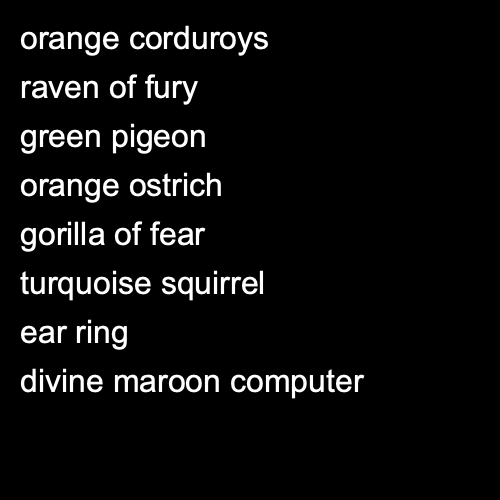 orange corduroys
raven of fury
green pigeon
orange ostrich
gorilla of fear
turquoise squirrel
ear ring
divine maroon computer